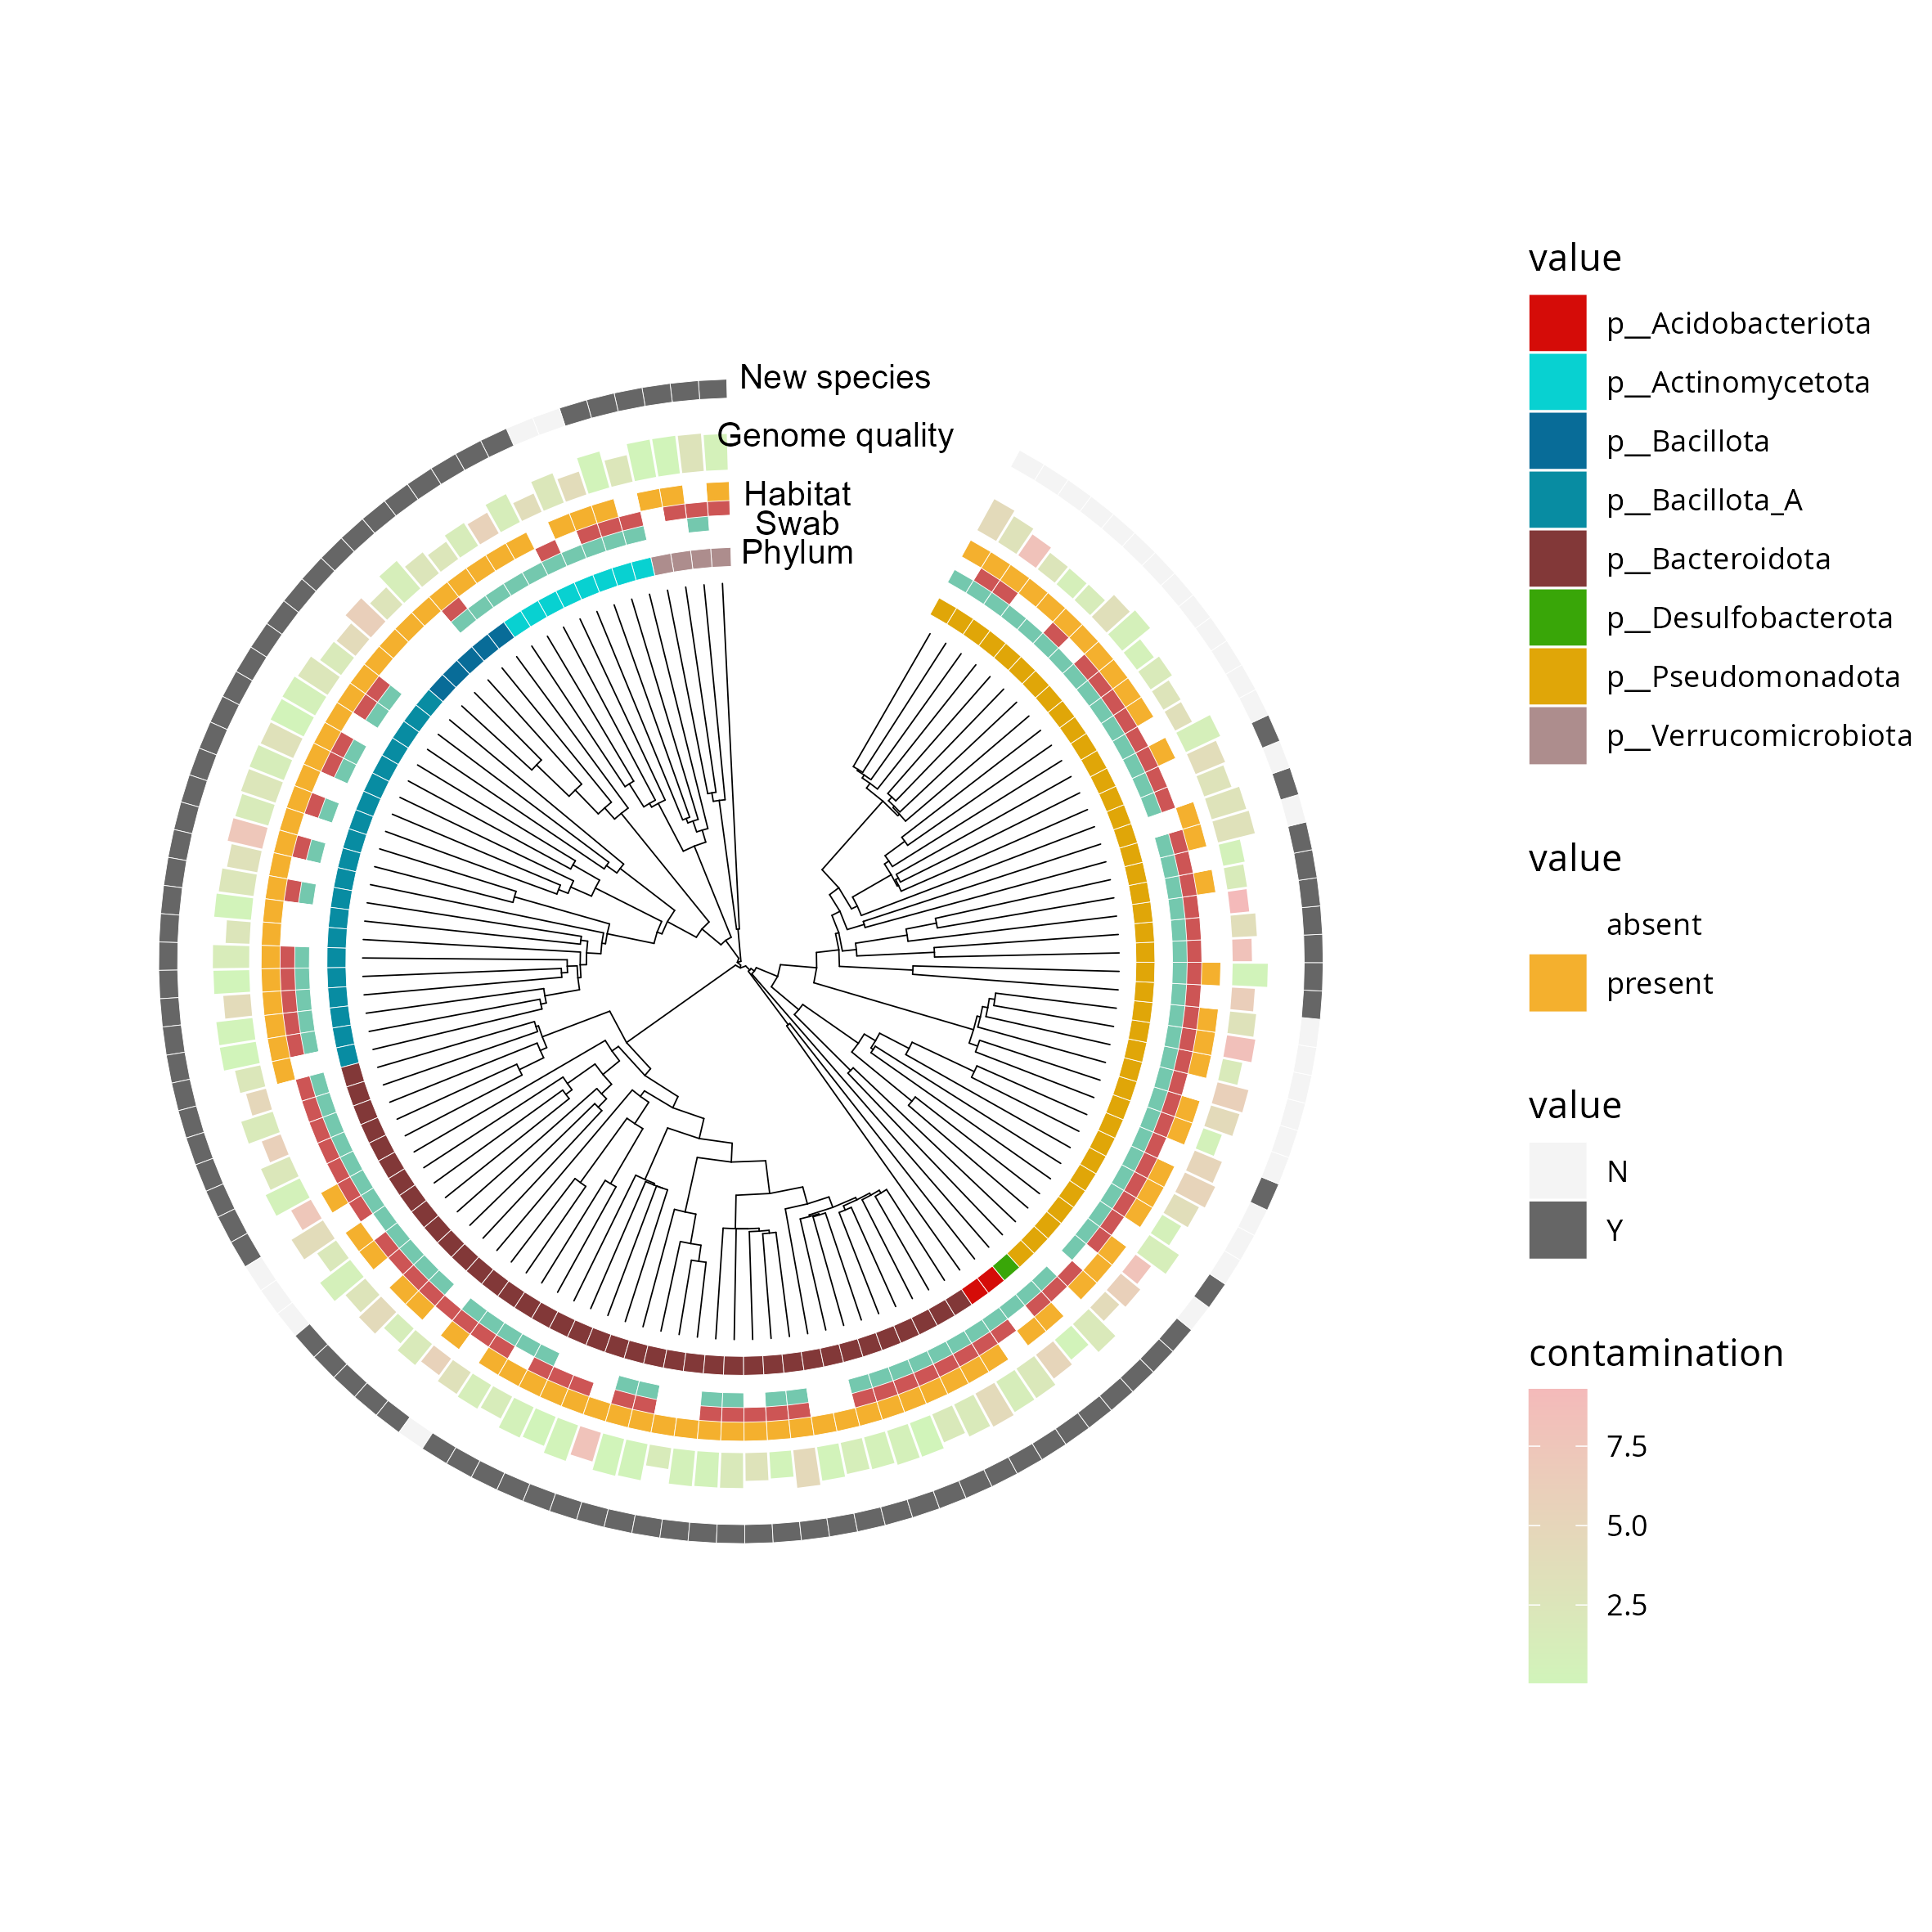 New species
Genome quality
Habitat
Swab
Phylum
value
p__Acidobacteriota
p__Actinomycetota
p__Bacillota
p__Bacillota_A
p__Bacteroidota
p__Desulfobacterota
p__Pseudomonadota
p__Verrucomicrobiota
value
absent
present
value
N
Y
contamination
7.5
5.0
2.5